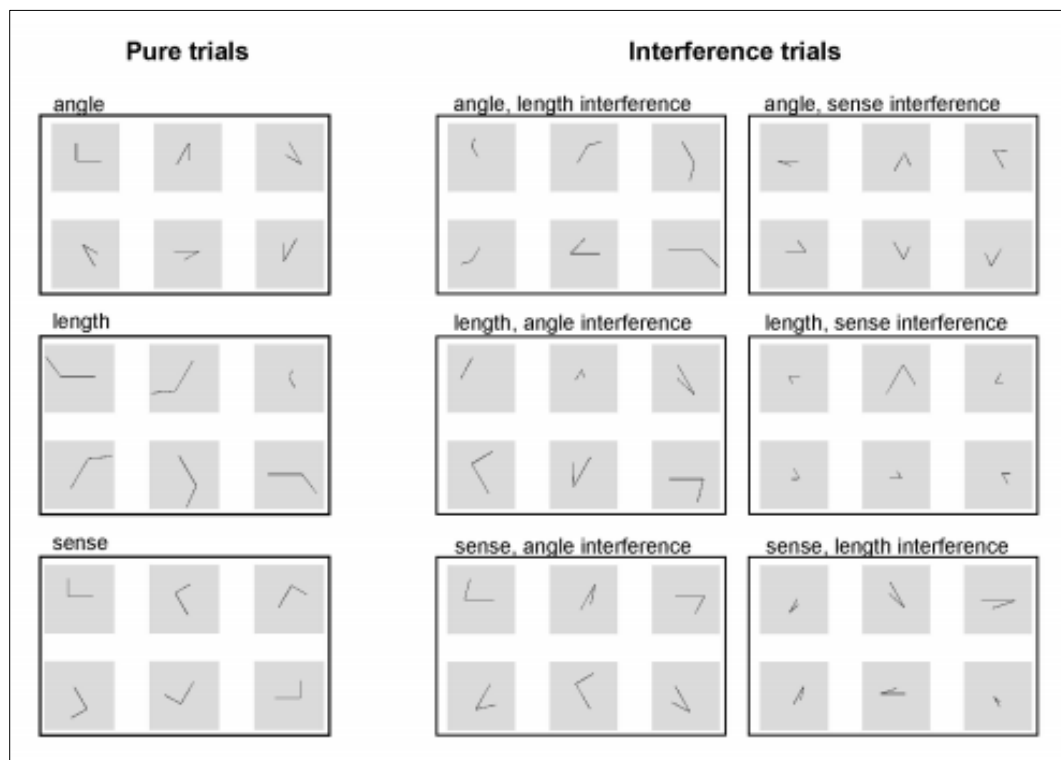 Pure trials
Interference trials
angle
angle, length interference
angle, sense interference
length
length, angle interference
length, sense interference
sense
sense, angle interference
sense, length interference